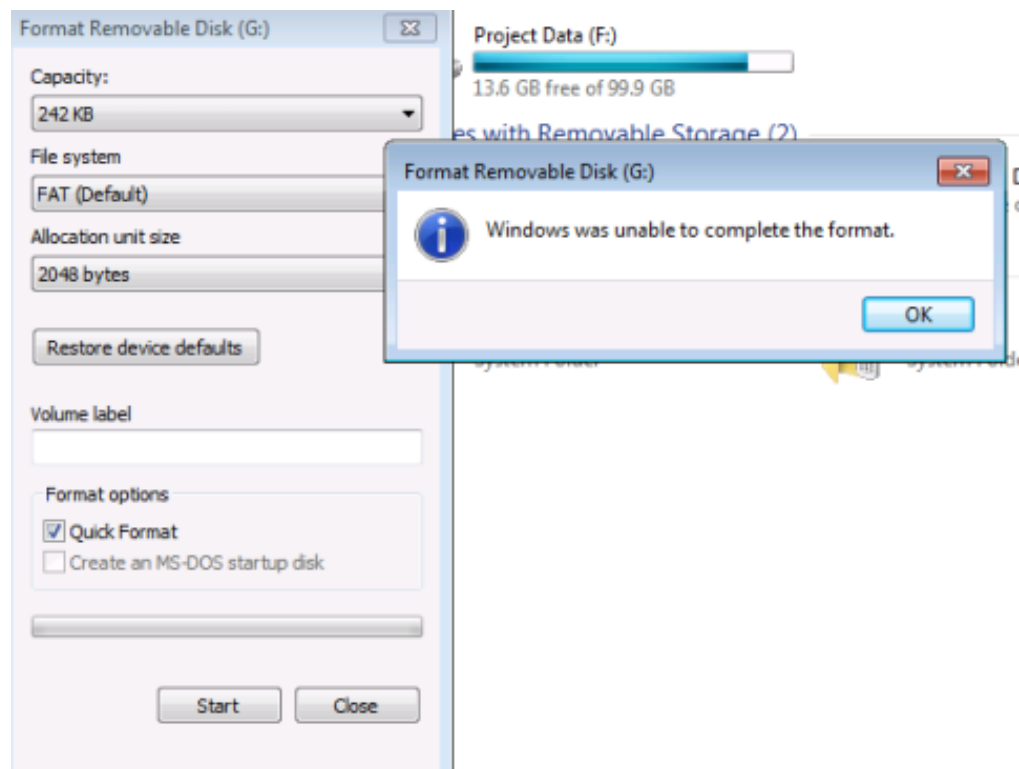 Format Removable Disk (G:)
Capacity:
242 KB
File system
FAT (Default)
Allocation unit size
2048 bytes
Restore device defaults
Volume label
Format options
Quick Format
Create an MS-DOS startup disk
Start
Close
Project Data (F:)
13.6 GB free of 99.9 GB
es with Removable Storage (2)
Format Removable Disk (G:)
Windows was unable to complete the format.
OK